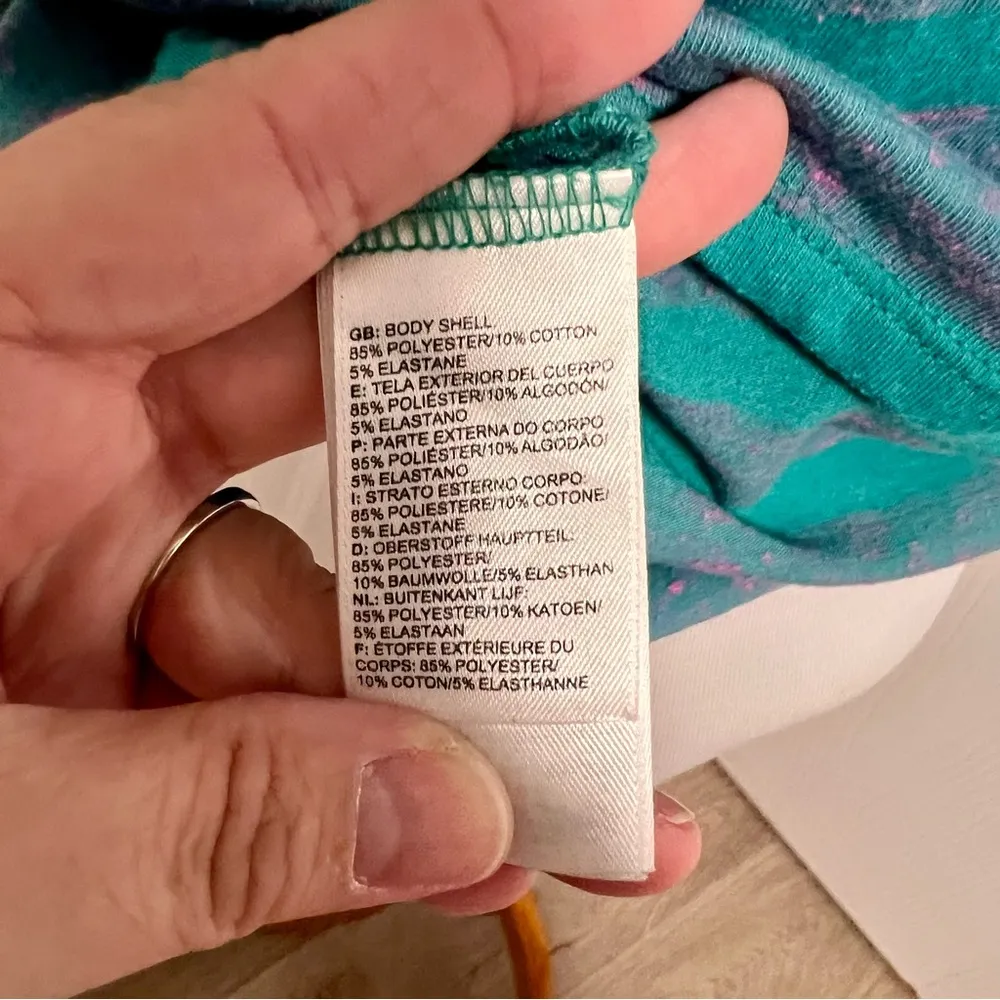 GB: BODY SHELL
85% POLYESTER/10% COTTON
5% ELASTANE
E: TELA EXTERIOR DEL CUERPO
85% POLIÉSTER/10% ALGODÓN/
5% ELASTANO
P: PARTE EXTERNA DO CORPO
85% POLIÉSTER/10% ALGODÃO/
5% ELASTANO
I: STRATO ESTERNO CORPO:
85% POLIESTERE/10% COTONE/
5% ELASTANE
D: OBERSTOFF HAUPTTEIL:
85% POLYESTER/
10% BAUMWOLLE/5% ELASTHAN
NL: BUITENKANT LIJF:
85% POLYESTER/10% KATOEN/
5% ELASTAAN
F: ÉTOFFE EXTÉRIEURE DU
CORPS: 85% POLYESTER/
10% COTON/5% ELASTHANNE